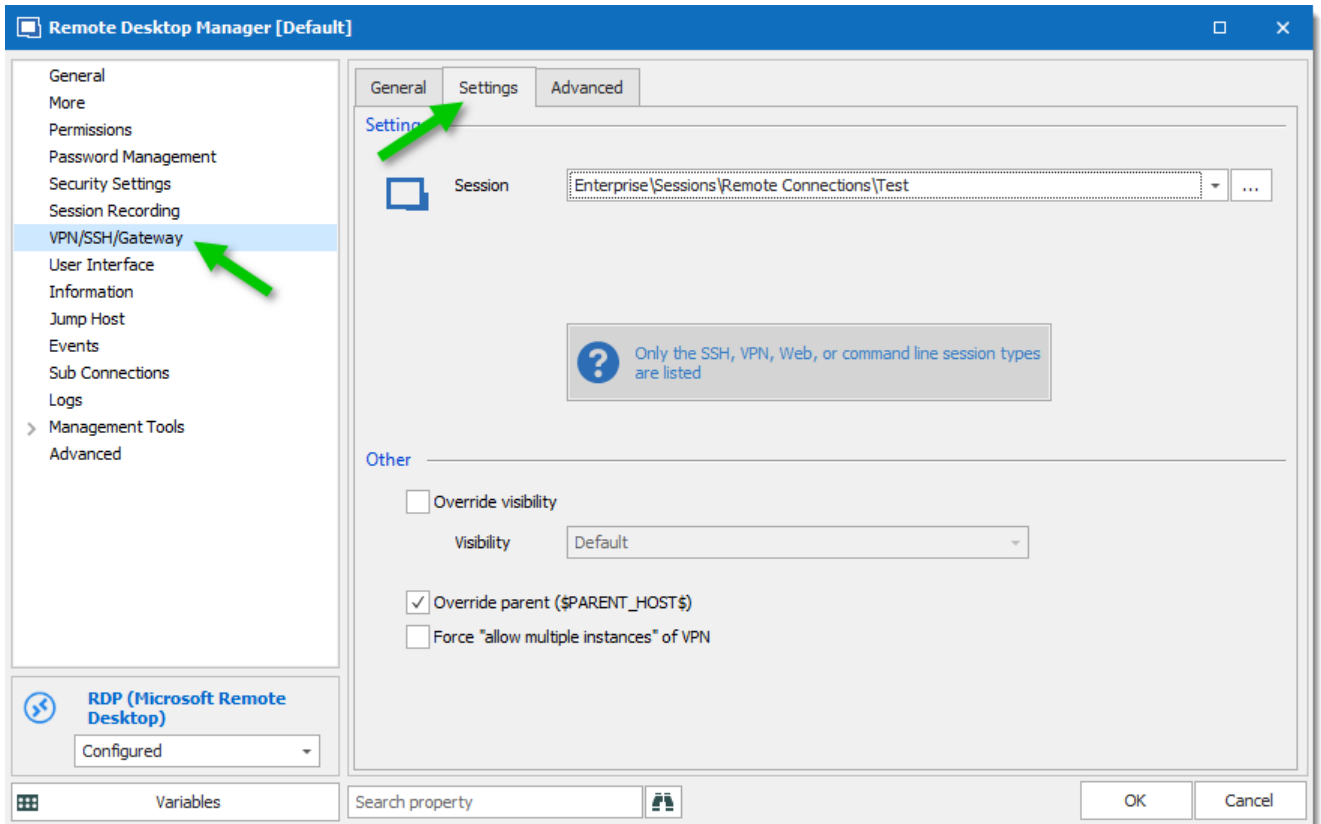 Remote Desktop Manager [Default]
General
More
Permissions
Password Management
Security Settings
Session Recording
VPN/SSH/Gateway
User Interface
Information
Jump Host
Events
Sub Connections
Logs
Management Tools
Advanced
RDP (Microsoft Remote
Desktop)
Configured
Variables
General Settings Advanced
Setting
Session Enterprise\Sessions\Remote Connections\Test ...
Only the SSH, VPN, Web, or command line session types
are listed
Other
Override visibility
Visibility Default
Override parent ($PARENT_HOST$)
Force "allow multiple instances" of VPN
Search property
OK Cancel